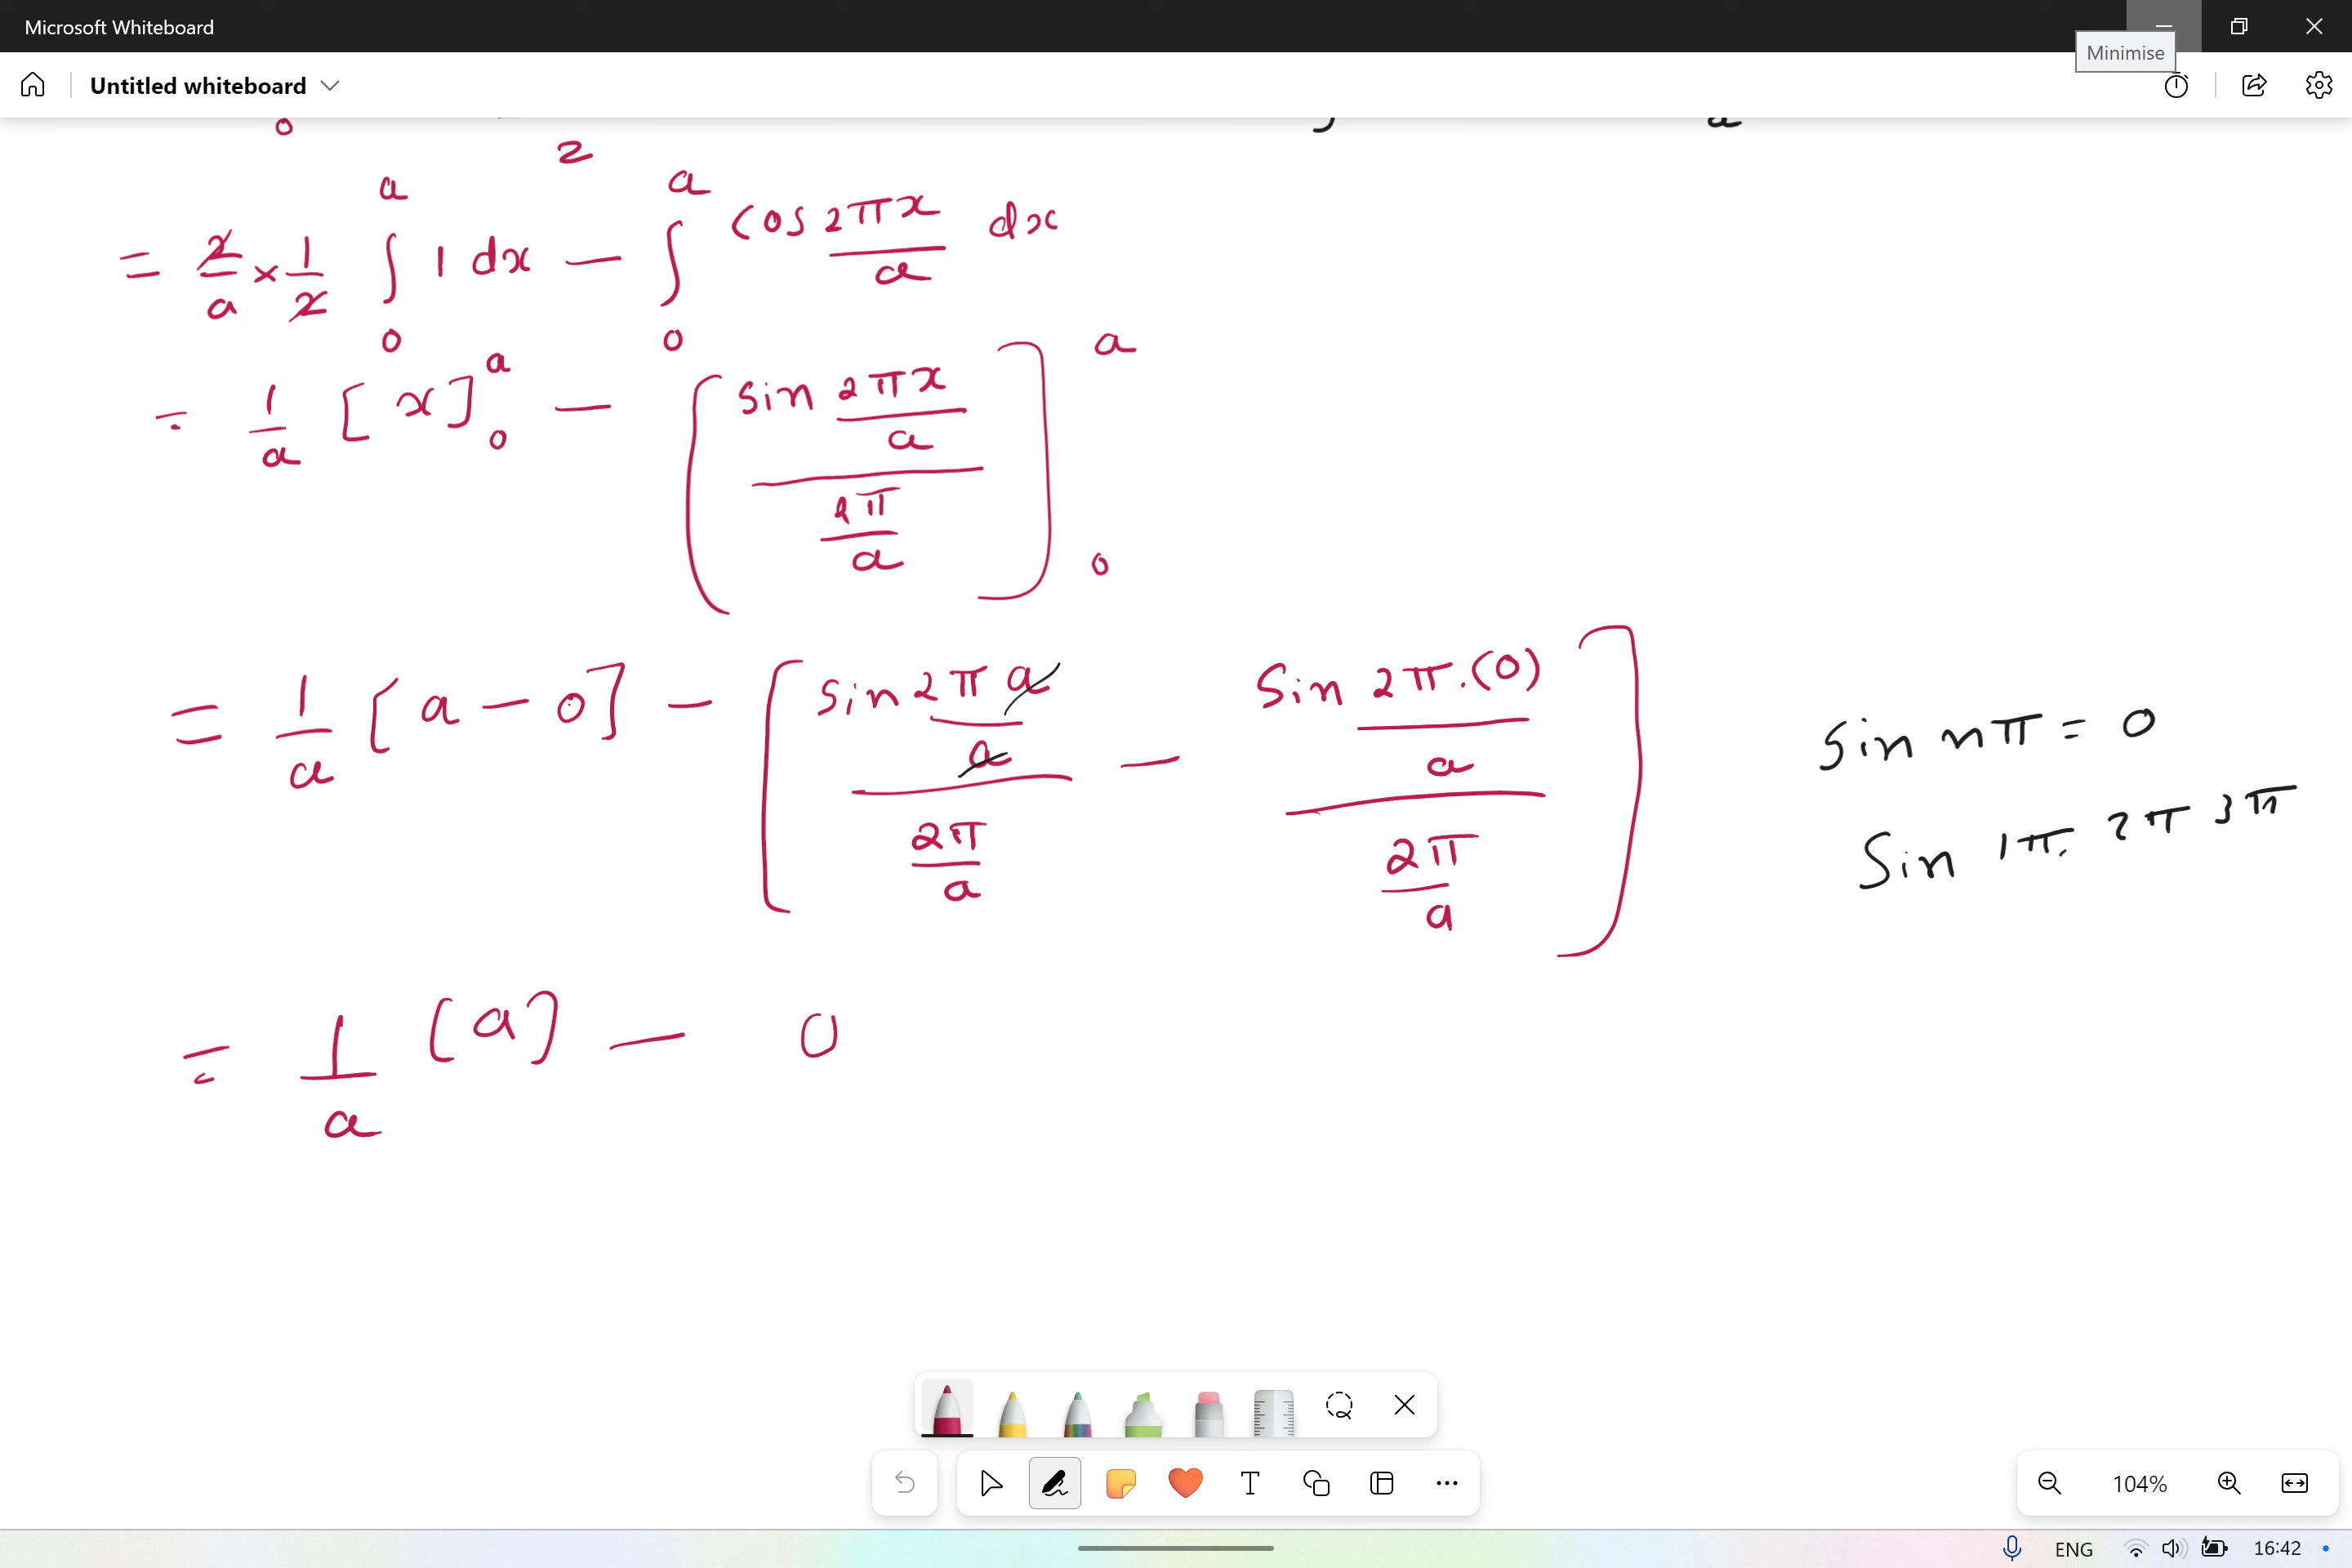 Microsoft Whiteboard
Minimise
Untitled whiteboard
0
2
= 2/a × 1/2 ∫₀ᵃ 1 dx − ∫₀ᵃ cos 2πx/a dx
= 1/a [x]₀ᵃ − [sin 2πx/a / 2π/a]₀ᵃ
= 1/a [a − 0] − [sin 2πa/a / 2π/a − Sin 2π.(0)/a / 2π/a]
Sin nπ = 0
Sin 1π. 2π 3π
= 1/a [a] − 0
T
104%
ENG
16:42